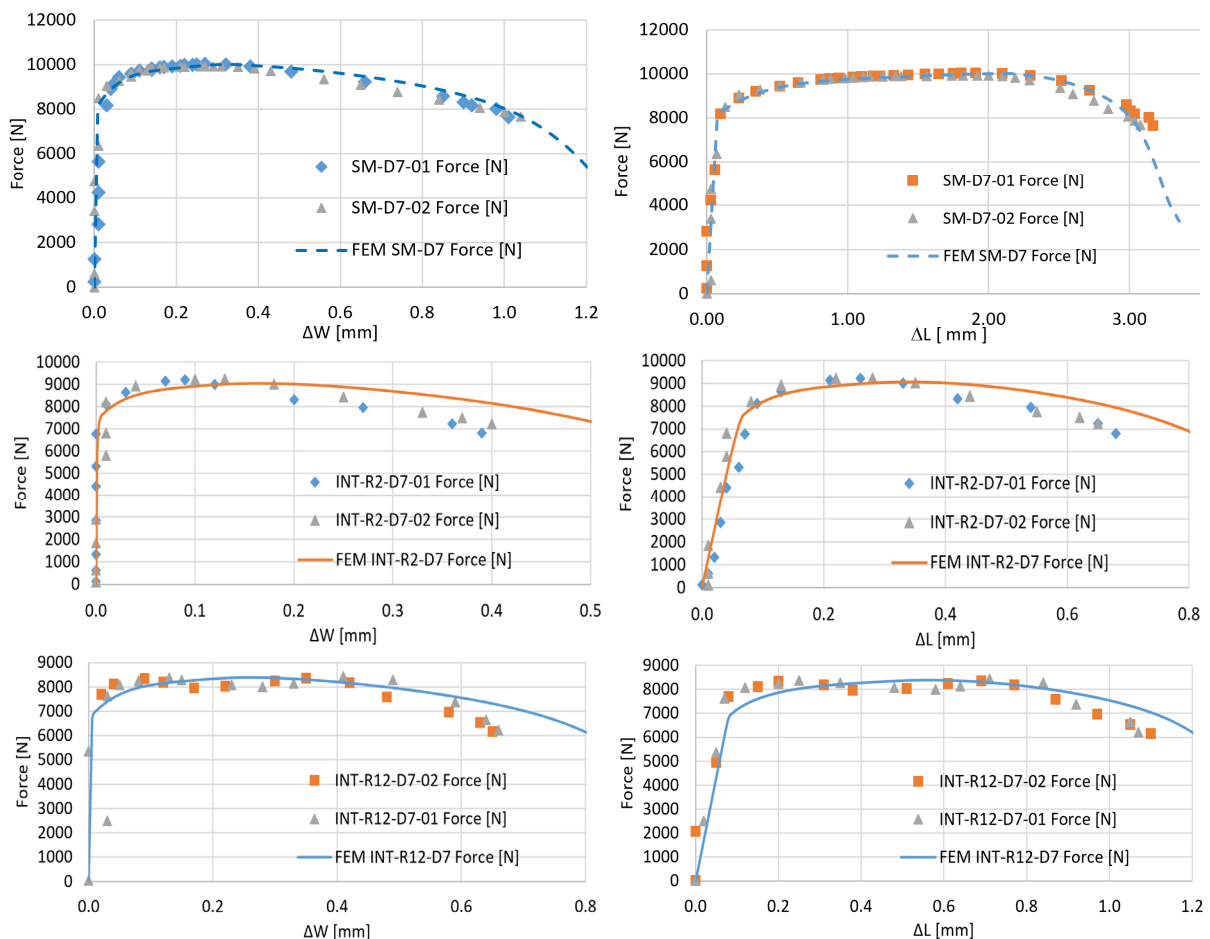 12000
10000
8000
6000
4000
2000
0
Force [N]
SM-D7-01 Force [N]
SM-D7-02 Force [N]
FEM SM-D7 Force [N]
0.0 0.2 0.4 0.6 0.8 1.0 1.2
ΔW [mm]
12000
10000
8000
6000
4000
2000
0
Force [N]
SM-D7-01 Force [N]
SM-D7-02 Force [N]
FEM SM-D7 Force [N]
0.00 1.00 2.00 3.00
ΔL [ mm ]
10000
9000
8000
7000
6000
5000
4000
3000
2000
1000
0
Force [N]
INT-R2-D7-01 Force [N]
INT-R2-D7-02 Force [N]
FEM INT-R2-D7 Force [N]
0.0 0.1 0.2 0.3 0.4 0.5
ΔW [mm]
10000
9000
8000
7000
6000
5000
4000
3000
2000
1000
0
Force [N]
INT-R2-D7-01 Force [N]
INT-R2-D7-02 Force [N]
FEM INT-R2-D7 Force [N]
0.0 0.2 0.4 0.6 0.8
ΔL [mm]
9000
8000
7000
6000
5000
4000
3000
2000
1000
0
Force [N]
INT-R12-D7-02 Force [N]
INT-R12-D7-01 Force [N]
FEM INT-R12-D7 Force [N]
0.0 0.2 0.4 0.6 0.8
ΔW [mm]
9000
8000
7000
6000
5000
4000
3000
2000
1000
0
Force [N]
INT-R12-D7-02 Force [N]
INT-R12-D7-01 Force [N]
FEM INT-R12-D7 Force [N]
0.0 0.2 0.4 0.6 0.8 1.0 1.2
ΔL [mm]